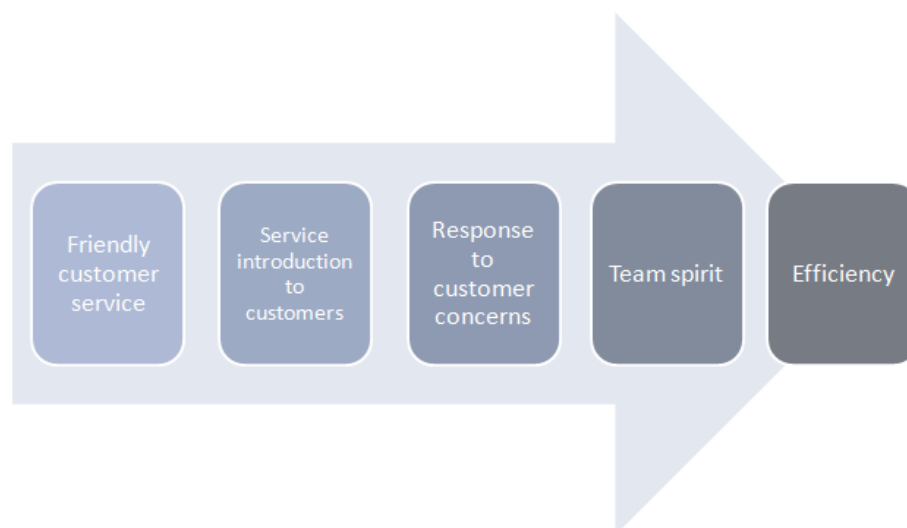 Friendly
customer
service
Service
introduction
to
customers
Response
to
customer
concerns
Team spirit
Efficiency